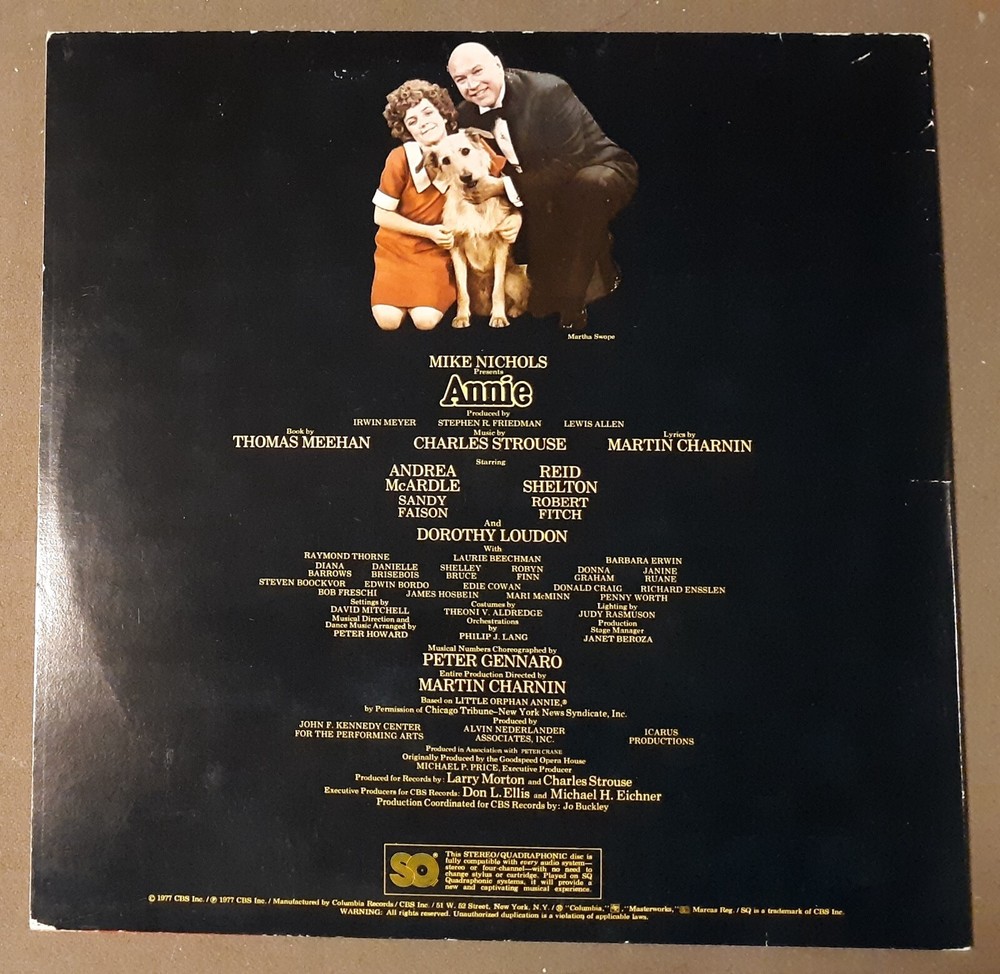 Martha Swope
MIKE NICHOLS
Presents
Annie
Produced by
IRWIN MEYER STEPHEN R. FRIEDMAN LEWIS ALLEN
Book by Music by Lyrics by
THOMAS MEEHAN CHARLES STROUSE MARTIN CHARNIN
Starring
ANDREA REID
McARDLE SHELTON
SANDY ROBERT
FAISON FITCH
And
DOROTHY LOUDON
With
RAYMOND THORNE LAURIE BEECHMAN BARBARA ERWIN
DIANA DANIELLE SHELLEY ROBYN DONNA JANINE
BARROWS BRISEBOIS BRUCE FINN GRAHAM RUANE
STEVEN BOOCKVOR EDWIN BORDO EDIE COWAN DONALD CRAIG RICHARD ENSSLEN
BOB FRESCHI JAMES HOSBEIN MARI McMINN PENNY WORTH
Settings by Costumes by Lighting by
DAVID MITCHELL THEONI V. ALDREDGE JUDY RASMUSON
Musical Direction and Orchestrations Production
Dance Music Arranged by by Stage Manager
PETER HOWARD PHILIP J. LANG JANET BEROZA
Musical Numbers Choreographed by
PETER GENNARO
Entire Production Directed by
MARTIN CHARNIN
Based on LITTLE ORPHAN ANNIE,®
by Permission of Chicago Tribune–New York News Syndicate, Inc.
Produced by
JOHN F. KENNEDY CENTER ALVIN NEDERLANDER ICARUS
FOR THE PERFORMING ARTS ASSOCIATES, INC. PRODUCTIONS
Produced in Association with PETER CRANE
Originally Produced by the Goodspeed Opera House
MICHAEL P. PRICE, Executive Producer
Produced for Records by: Larry Morton and Charles Strouse
Executive Producers for CBS Records: Don L. Ellis and Michael H. Eichner
Production Coordinated for CBS Records by: Jo Buckley
SQ®
This STEREO/QUADRAPHONIC disc is
fully compatible with every audio system—
stereo or four-channel—with no need to
change stylus or cartridge. Played on SQ
Quadraphonic systems, it will provide a
new and captivating musical experience.
© 1977 CBS Inc. / ℗ 1977 CBS Inc. / Manufactured by Columbia Records / CBS Inc. / 51 W. 52 Street, New York, N.Y. / ® "Columbia," "Masterworks," Marcas Reg. / SQ is a trademark of CBS Inc.
WARNING: All rights reserved. Unauthorized duplication is a violation of applicable laws.